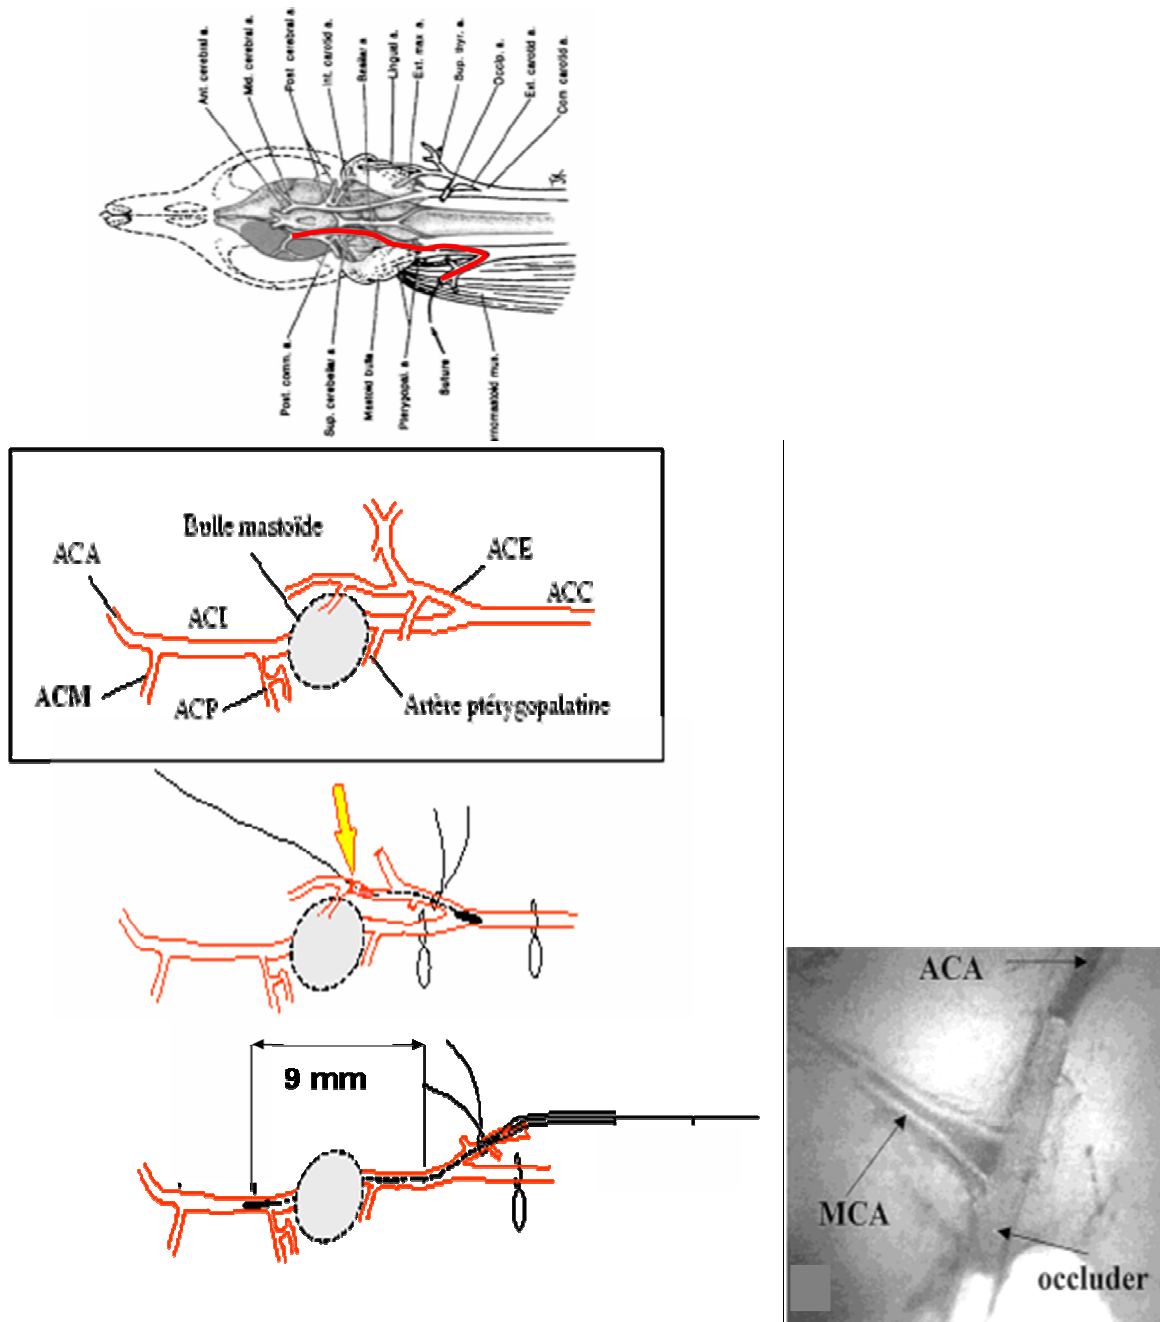 Ant. cerebral a.
Mid. cerebral a.
Post. cerebral a.
Int. carotid a.
Basilar a
Lingual a.
Ext. max. a.
Sup. thyr. a.
Occip. a.
Ext. carotid a.
Com. carotid a.
Post. comm. a.
Sup. cerebellar a
Mastoid bulla
Pterygopal. a
Suture
rnomastoid mus.
Bulle mastoïde
ACA
ACE
ACI
ACC
ACM
ACP
Artère ptérygopalatine
9 mm
ACA
MCA
occluder